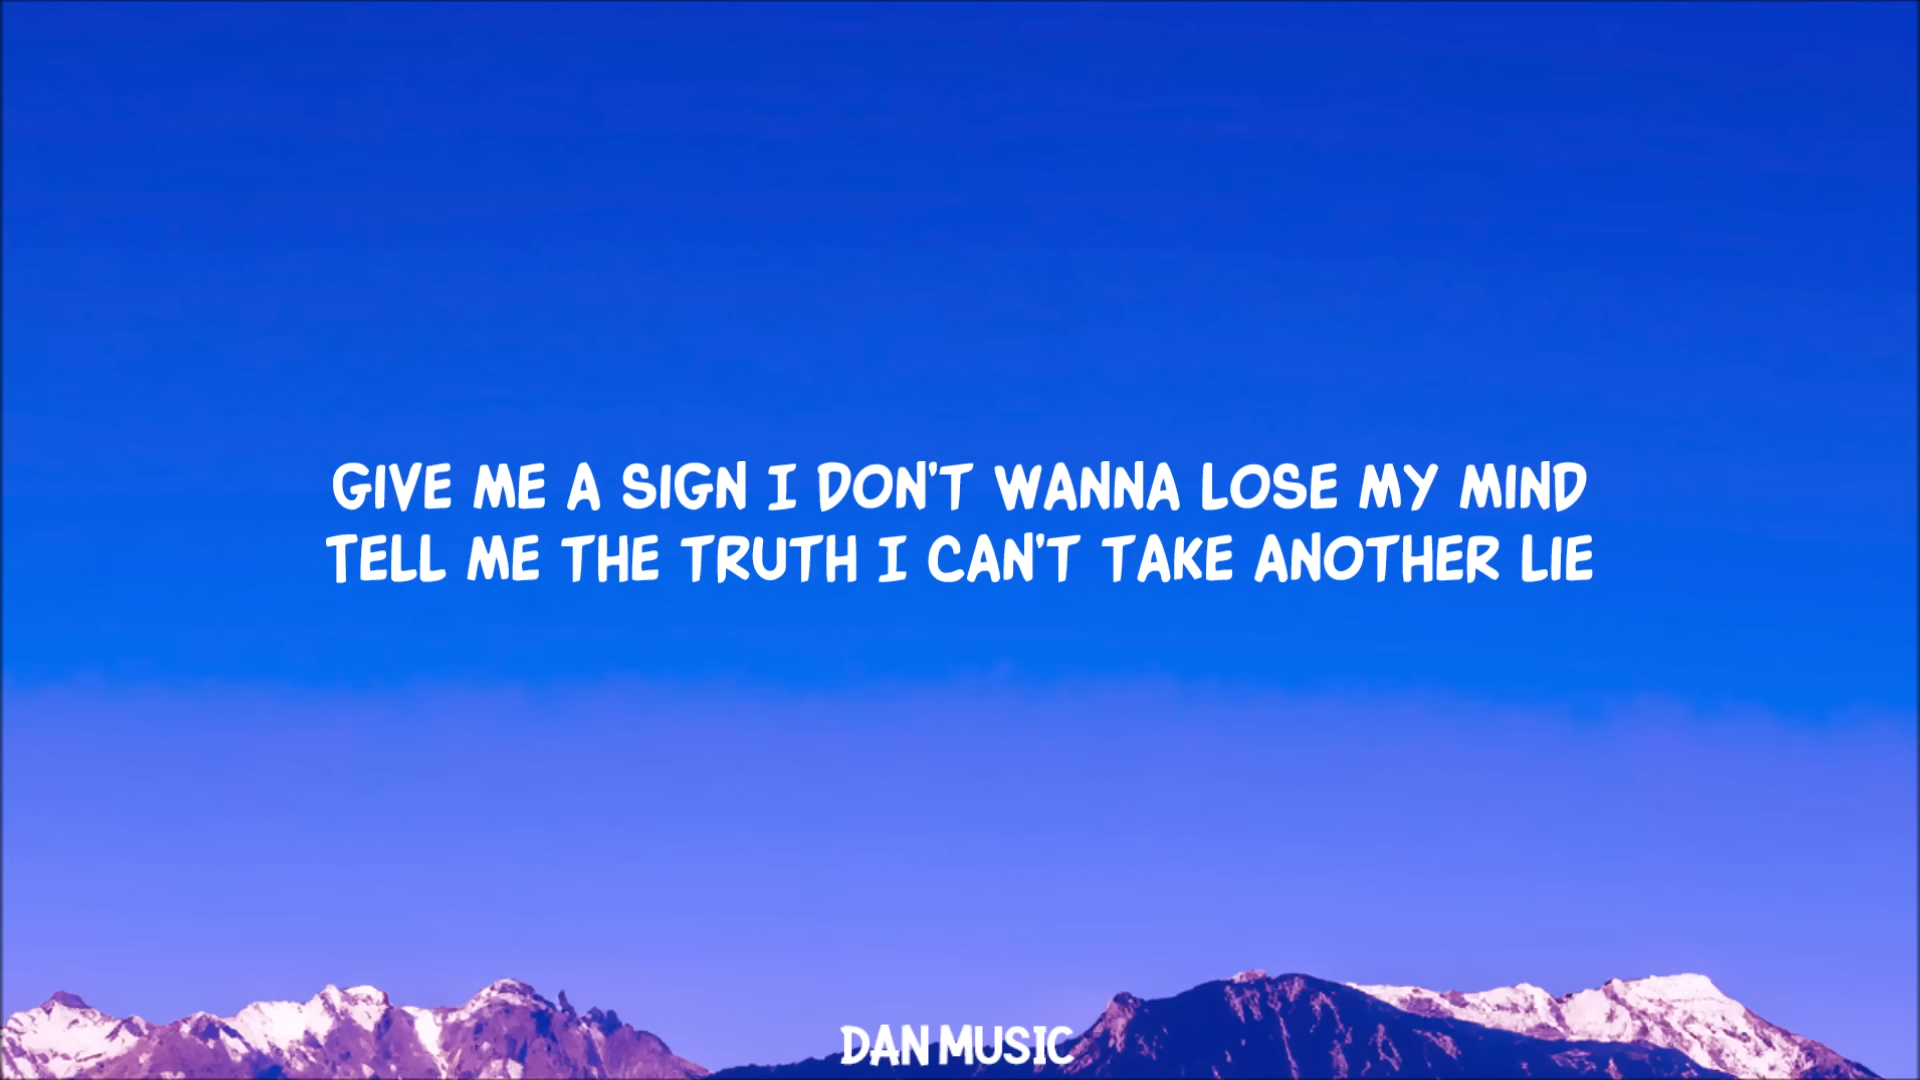 GIVE ME A SIGN I DON'T WANNA LOSE MY MIND
TELL ME THE TRUTH I CAN'T TAKE ANOTHER LIE
DAN MUSIC